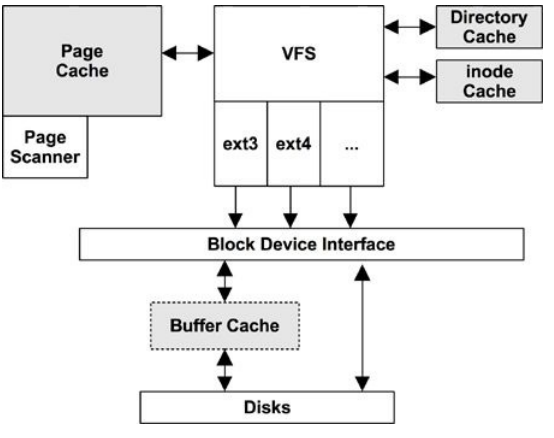 Page
Cache
Page
Scanner
VFS
ext3 ext4 ...
Directory
Cache
inode
Cache
Block Device Interface
Buffer Cache
Disks